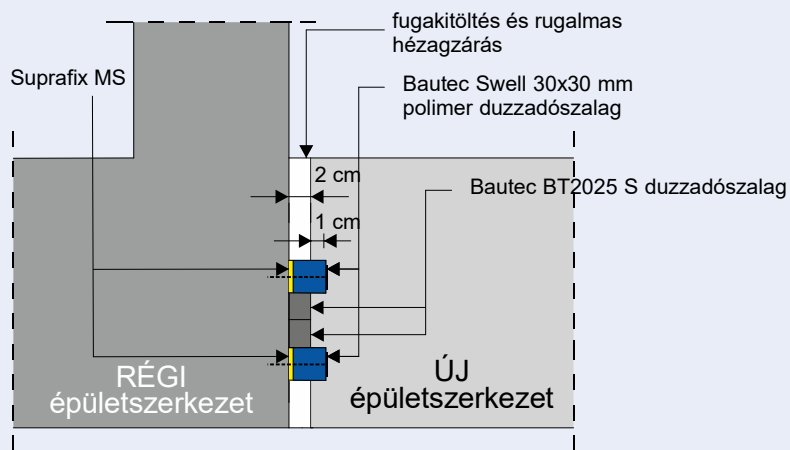 fugakitöltés és rugalmas
hézagzárás
Suprafix MS
Bautec Swell 30x30 mm
polimer duzzadószalag
2 cm
Bautec BT2025 S duzzadószalag
1 cm
RÉGI
épületszerkezet
ÚJ
épületszerkezet